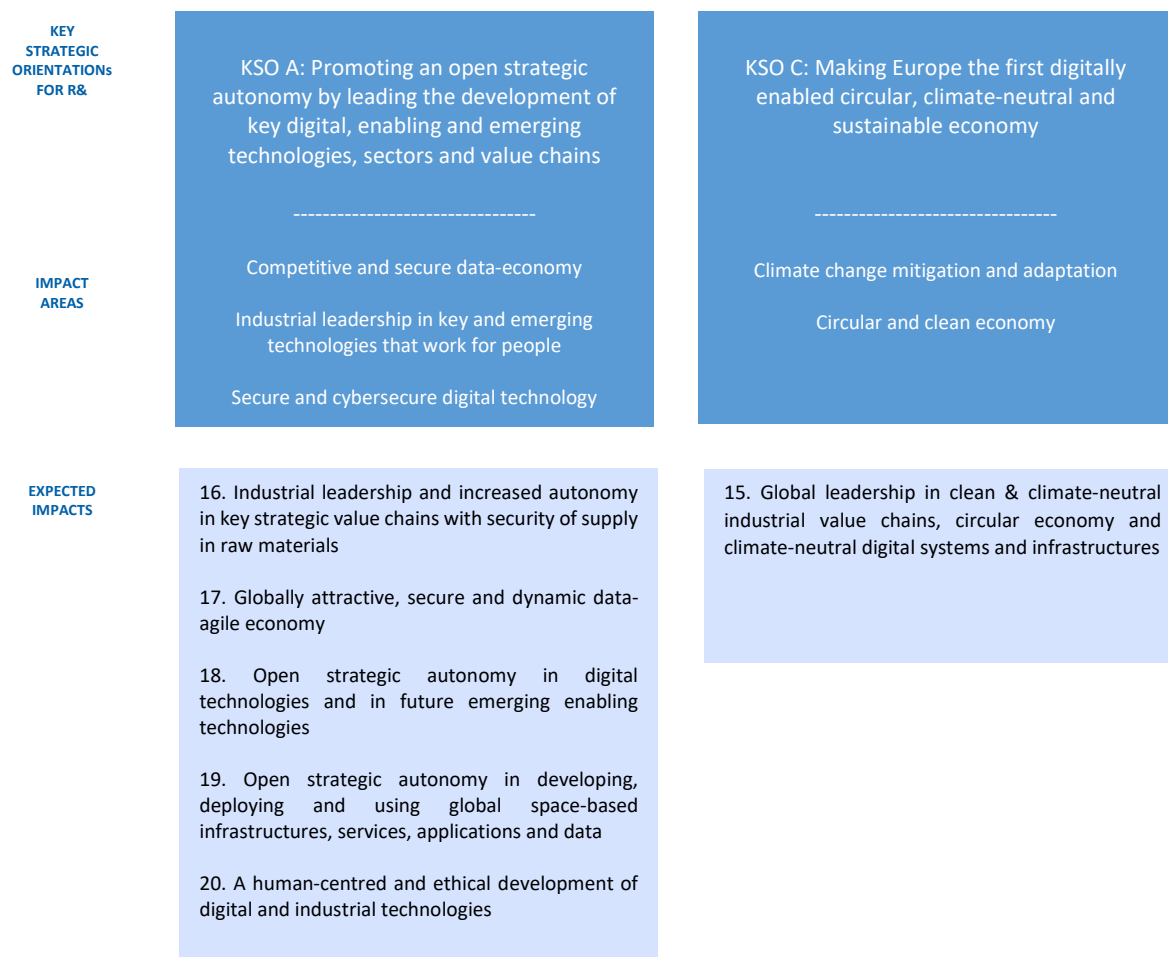 KEY
STRATEGIC
ORIENTATIONs
FOR R&
KSO A: Promoting an open strategic
autonomy by leading the development of
key digital, enabling and emerging
technologies, sectors and value chains
---------------------------------
KSO C: Making Europe the first digitally
enabled circular, climate-neutral and
sustainable economy
---------------------------------
IMPACT
AREAS
Competitive and secure data-economy
Industrial leadership in key and emerging
technologies that work for people
Secure and cybersecure digital technology
Climate change mitigation and adaptation
Circular and clean economy
EXPECTED
IMPACTS
16. Industrial leadership and increased autonomy
in key strategic value chains with security of supply
in raw materials
17. Globally attractive, secure and dynamic data-
agile economy
18. Open strategic autonomy in digital
technologies and in future emerging enabling
technologies
19. Open strategic autonomy in developing,
deploying and using global space-based
infrastructures, services, applications and data
20. A human-centred and ethical development of
digital and industrial technologies
15. Global leadership in clean & climate-neutral
industrial value chains, circular economy and
climate-neutral digital systems and infrastructures